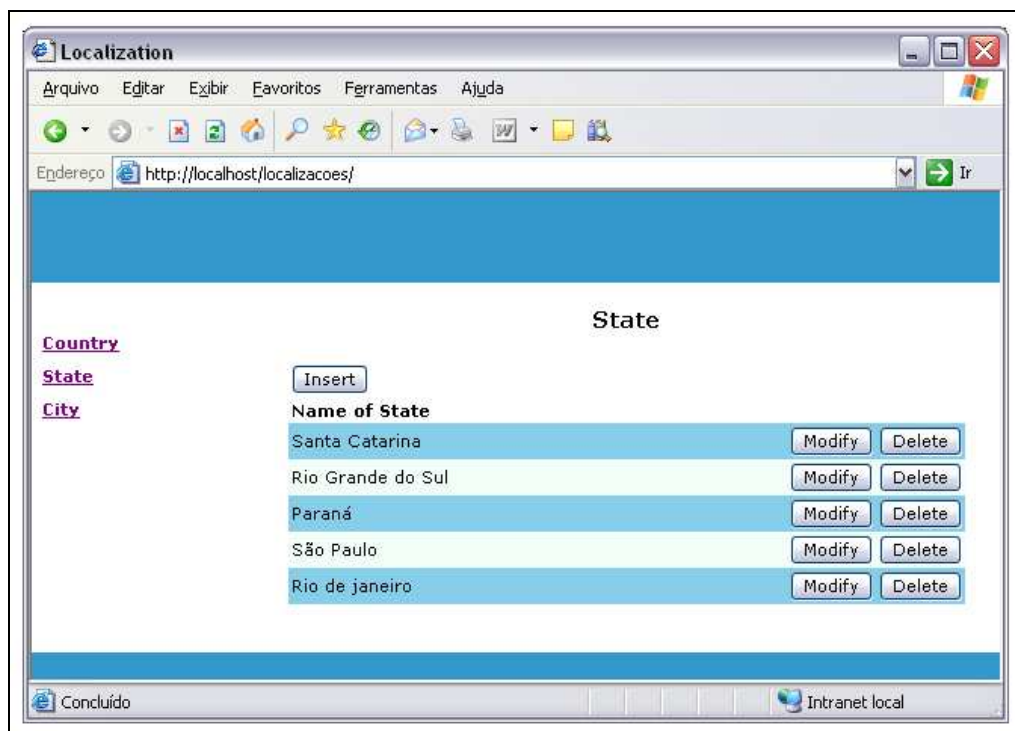 Localization
Arquivo Editar Exibir Favoritos Ferramentas Ajuda
W
Endereço http://localhost/localizacoes/ Ir
State
Country
State
City
Insert
Name of State
Santa Catarina Modify Delete
Rio Grande do Sul Modify Delete
Paraná Modify Delete
São Paulo Modify Delete
Rio de janeiro Modify Delete
Concluído Intranet local